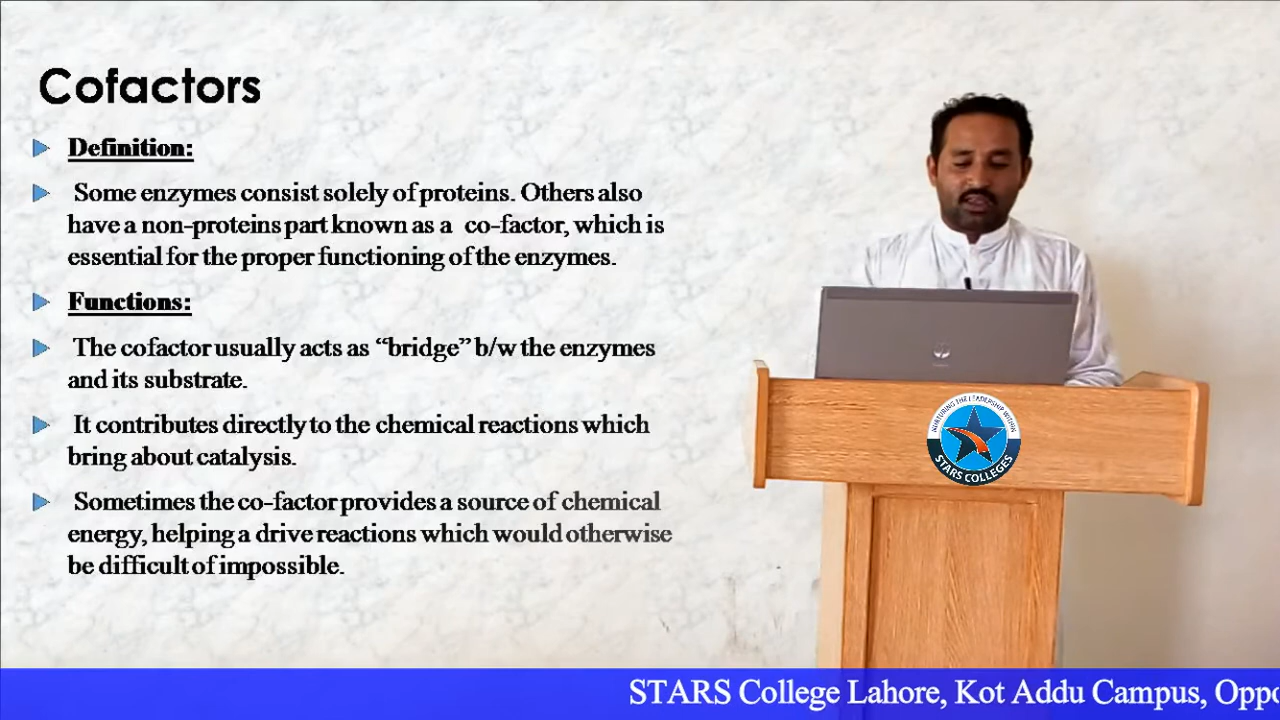 Cofactors
Definition:
Some enzymes consist solely of proteins. Others also
have a non-proteins part known as a co-factor, which is
essential for the proper functioning of the enzymes.
Functions:
The cofactor usually acts as “bridge” b/w the enzymes
and its substrate.
It contributes directly to the chemical reactions which
bring about catalysis.
Sometimes the co-factor provides a source of chemical
energy, helping a drive reactions which would otherwise
be difficult of impossible.
NURTURING THE LEADERSHIP WITHIN
STARS COLLEGES
STARS College Lahore, Kot Addu Campus, Oppo